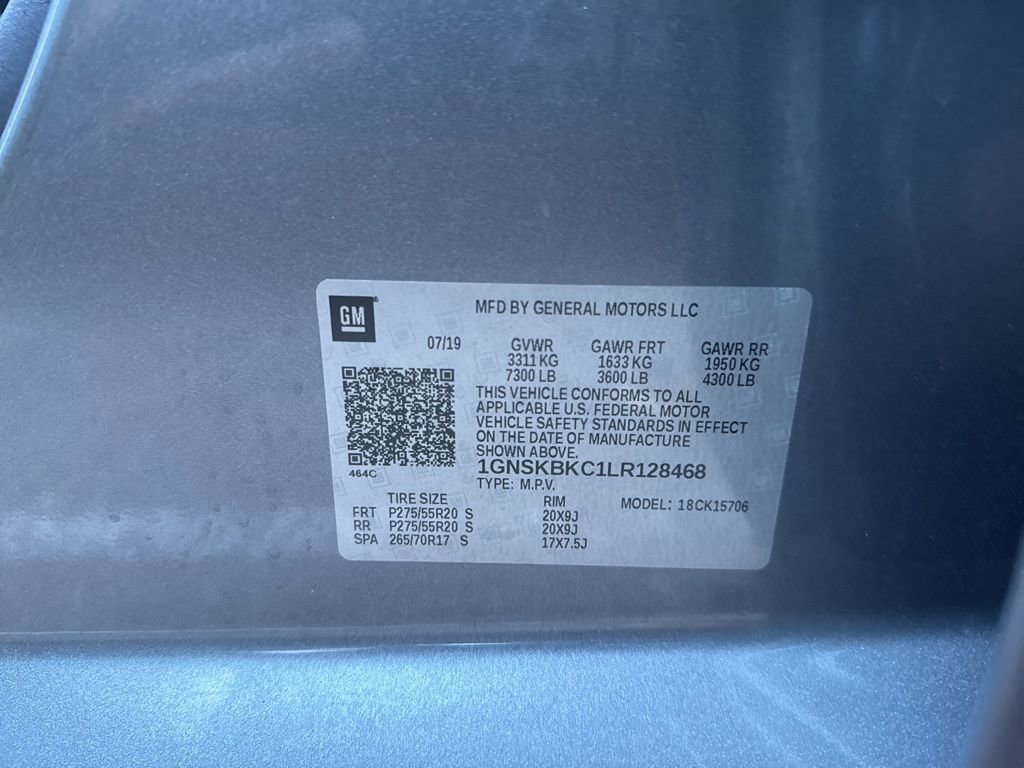 GM
MFD BY GENERAL MOTORS LLC
07/19 GVWR GAWR FRT GAWR RR
3311 KG 1633 KG 1950 KG
7300 LB 3600 LB 4300 LB
THIS VEHICLE CONFORMS TO ALL
APPLICABLE U.S. FEDERAL MOTOR
VEHICLE SAFETY STANDARDS IN EFFECT
ON THE DATE OF MANUFACTURE
SHOWN ABOVE.
464C
1GNSKBKC1LR128468
TYPE: M.P.V.
TIRE SIZE RIM MODEL: 18CK15706
FRT P275/55R20 S 20X9J
RR P275/55R20 S 20X9J
SPA 265/70R17 S 17X7.5J